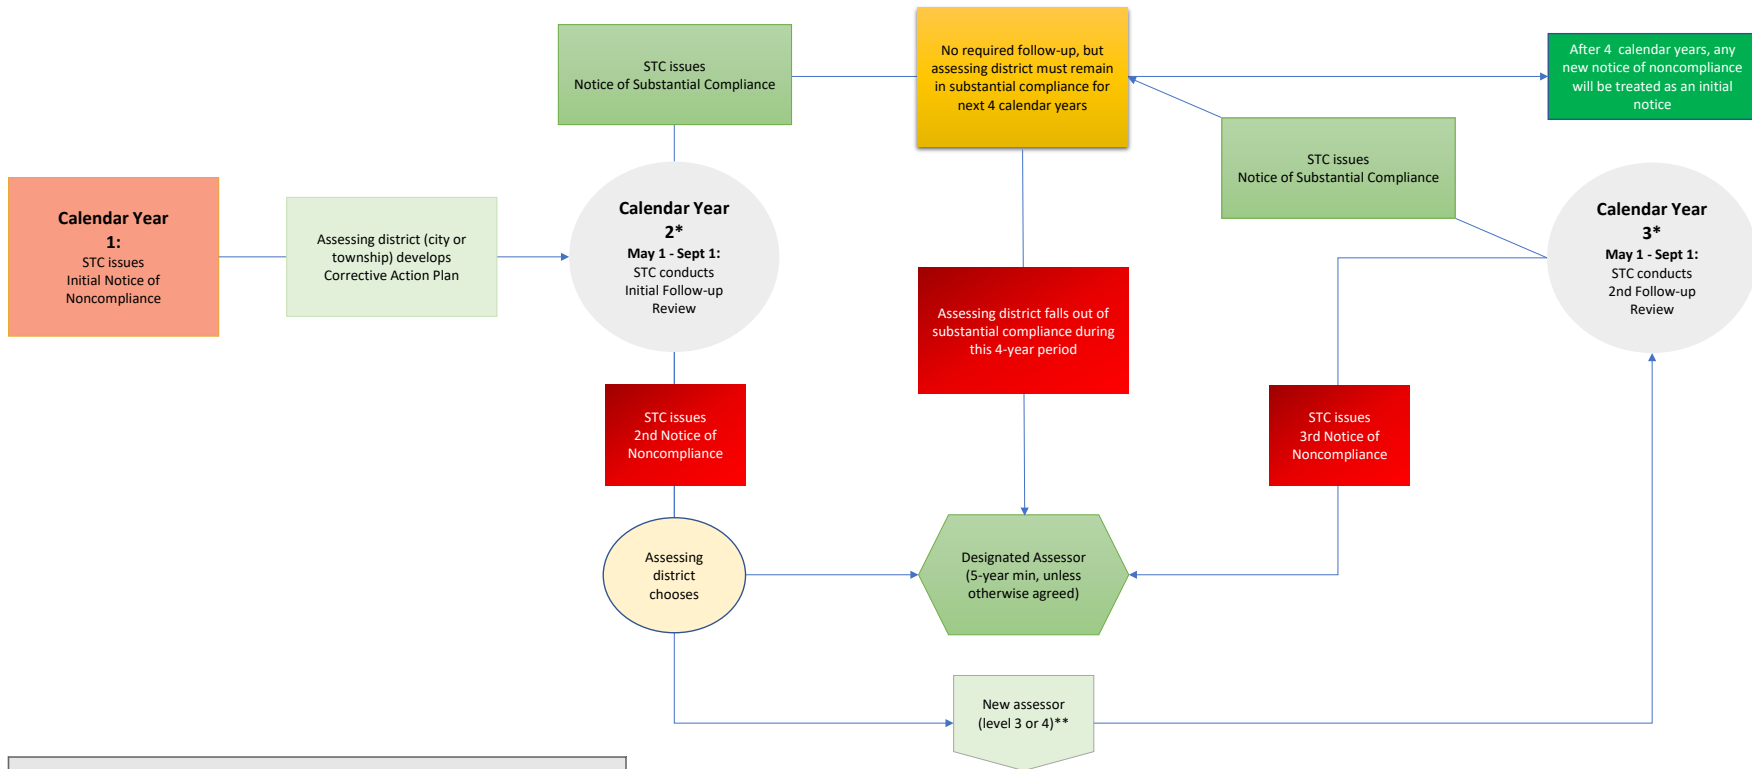 STC issues
Notice of Substantial Compliance
No required follow-up, but
assessing district must remain
in substantial compliance for
next 4 calendar years
After 4  calendar years, any
new notice of noncompliance
will be treated as an initial
notice
STC issues
Notice of Substantial Compliance
Calendar Year
1:
STC issues
Initial Notice of
Noncompliance
Assessing district (city or
township) develops
Corrective Action Plan
Calendar Year
2*
May 1 - Sept 1:
STC conducts
Initial Follow-up
Review
Calendar Year
3*
May 1 - Sept 1:
STC conducts
2nd Follow-up
Review
Assessing district falls out of
substantial compliance during
this 4-year period
STC issues
2nd Notice of
Noncompliance
STC issues
3rd Notice of
Noncompliance
Assessing
district
chooses
Designated Assessor
(5-year min, unless
otherwise agreed)
New assessor
(level 3 or 4)**